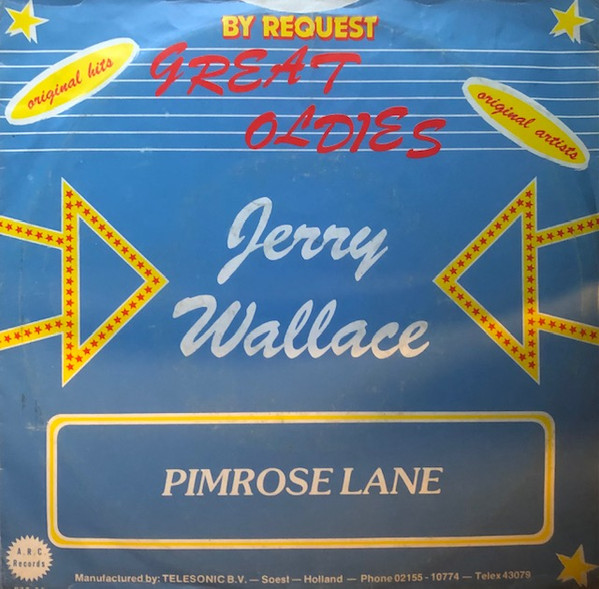 BY REQUEST
original hits
GREAT
OLDIES
original artists
Jerry
Wallace
PIMROSE LANE
A.R.C
Records
Manufactured by: TELESONIC B.V. — Soest — Holland — Phone 02155 - 10774 — Telex 43079